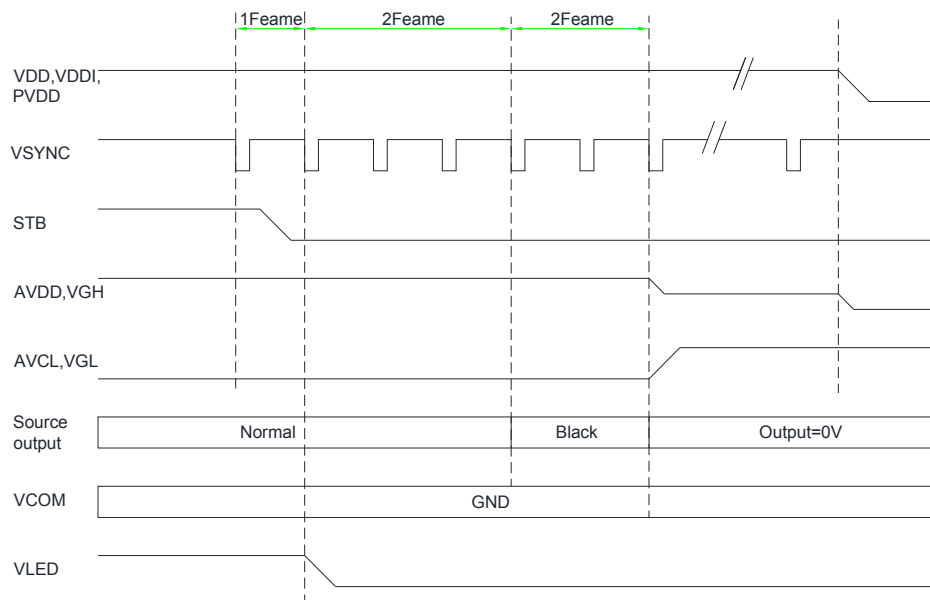 1Feame
2Feame
2Feame
VDD,VDDI,
PVDD
VSYNC
STB
AVDD,VGH
AVCL,VGL
Source
output
Normal
Black
Output=0V
VCOM
GND
VLED